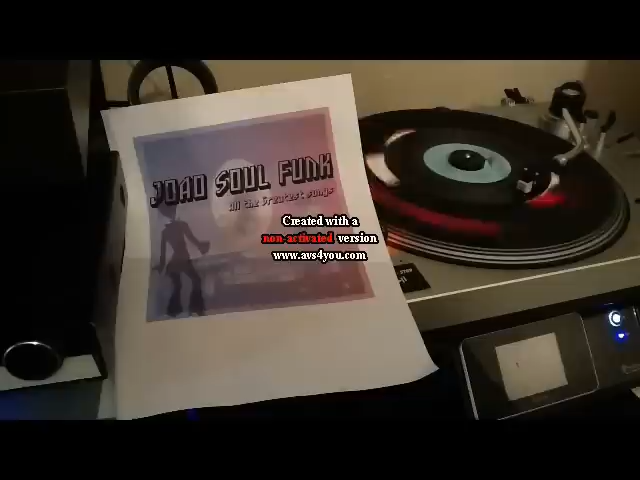 JOAO SOUL FUNK
All the Greatest songs
Created with a
non-activated version
www.avs4you.com